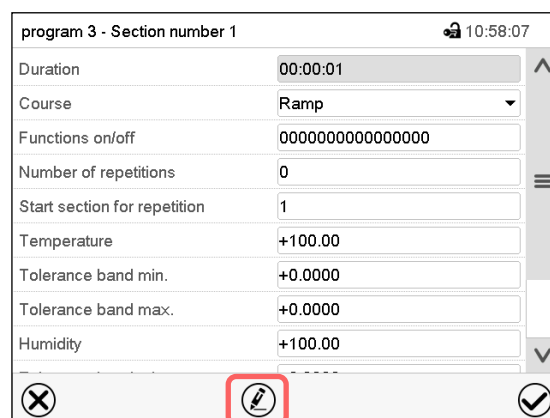 program 3 - Section number 1 10:58:07
Duration 00:00:01
Course Ramp
Functions on/off 0000000000000000
Number of repetitions 0
Start section for repetition 1
Temperature +100.00
Tolerance band min. +0.0000
Tolerance band max. +0.0000
Humidity +100.00